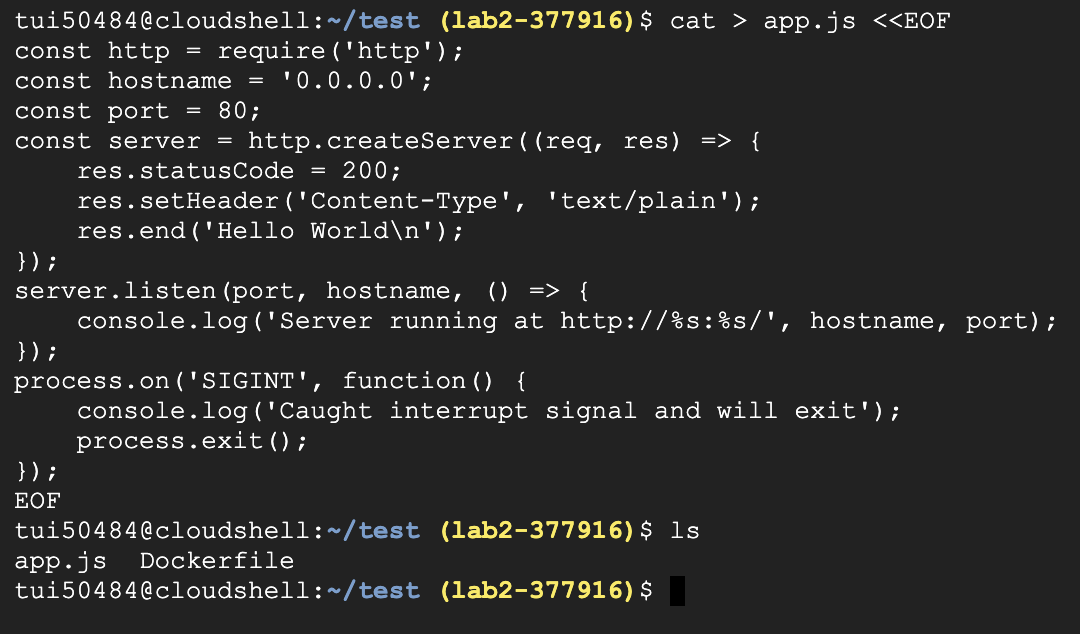 tui50484@cloudshell:~/test (lab2-377916)$ cat > app.js <<EOF
const http = require('http');
const hostname = '0.0.0.0';
const port = 80;
const server = http.createServer((req, res) => {
    res.statusCode = 200;
    res.setHeader('Content-Type', 'text/plain');
    res.end('Hello World\n');
});
server.listen(port, hostname, () => {
    console.log('Server running at http://%s:%s/', hostname, port);
});
process.on('SIGINT', function() {
    console.log('Caught interrupt signal and will exit');
    process.exit();
});
EOF
tui50484@cloudshell:~/test (lab2-377916)$ ls
app.js  Dockerfile
tui50484@cloudshell:~/test (lab2-377916)$